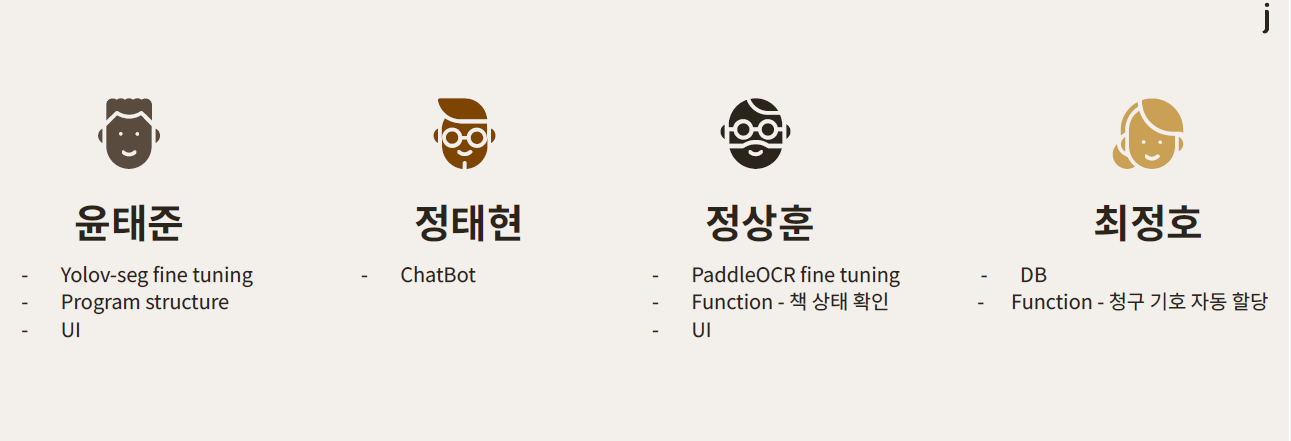 j
윤태준
- Yolov-seg fine tuning
- Program structure
- UI
정태현
- ChatBot
정상훈
- PaddleOCR fine tuning
- Function - 책 상태 확인
- UI
최정호
- DB
- Function - 청구 기호 자동 할당